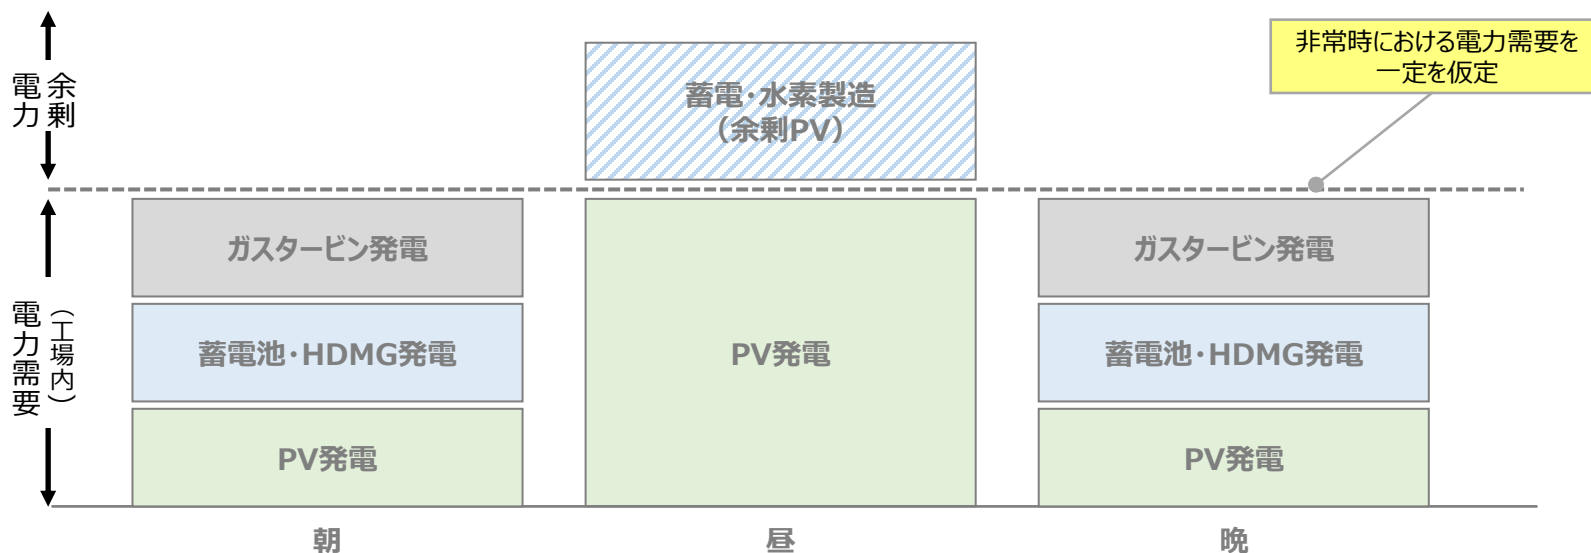 余剰
電力
蓄電・水素製造
（余剰PV）
非常時における電力需要を
一定を仮定
電力需要
（工場内）
ガスタービン発電
蓄電池・HDMG発電
PV発電
PV発電
ガスタービン発電
蓄電池・HDMG発電
PV発電
朝
昼
晩